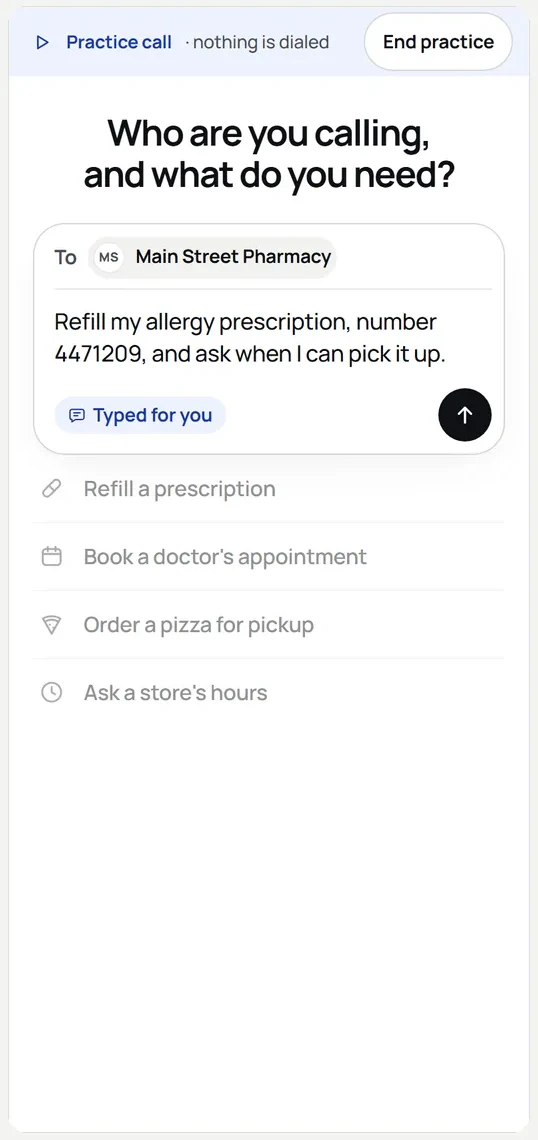 Practice call · nothing is dialed
End practice
Who are you calling,
and what do you need?
To MS Main Street Pharmacy
Refill my allergy prescription, number
4471209, and ask when I can pick it up.
Typed for you
Refill a prescription
Book a doctor's appointment
Order a pizza for pickup
Ask a store's hours